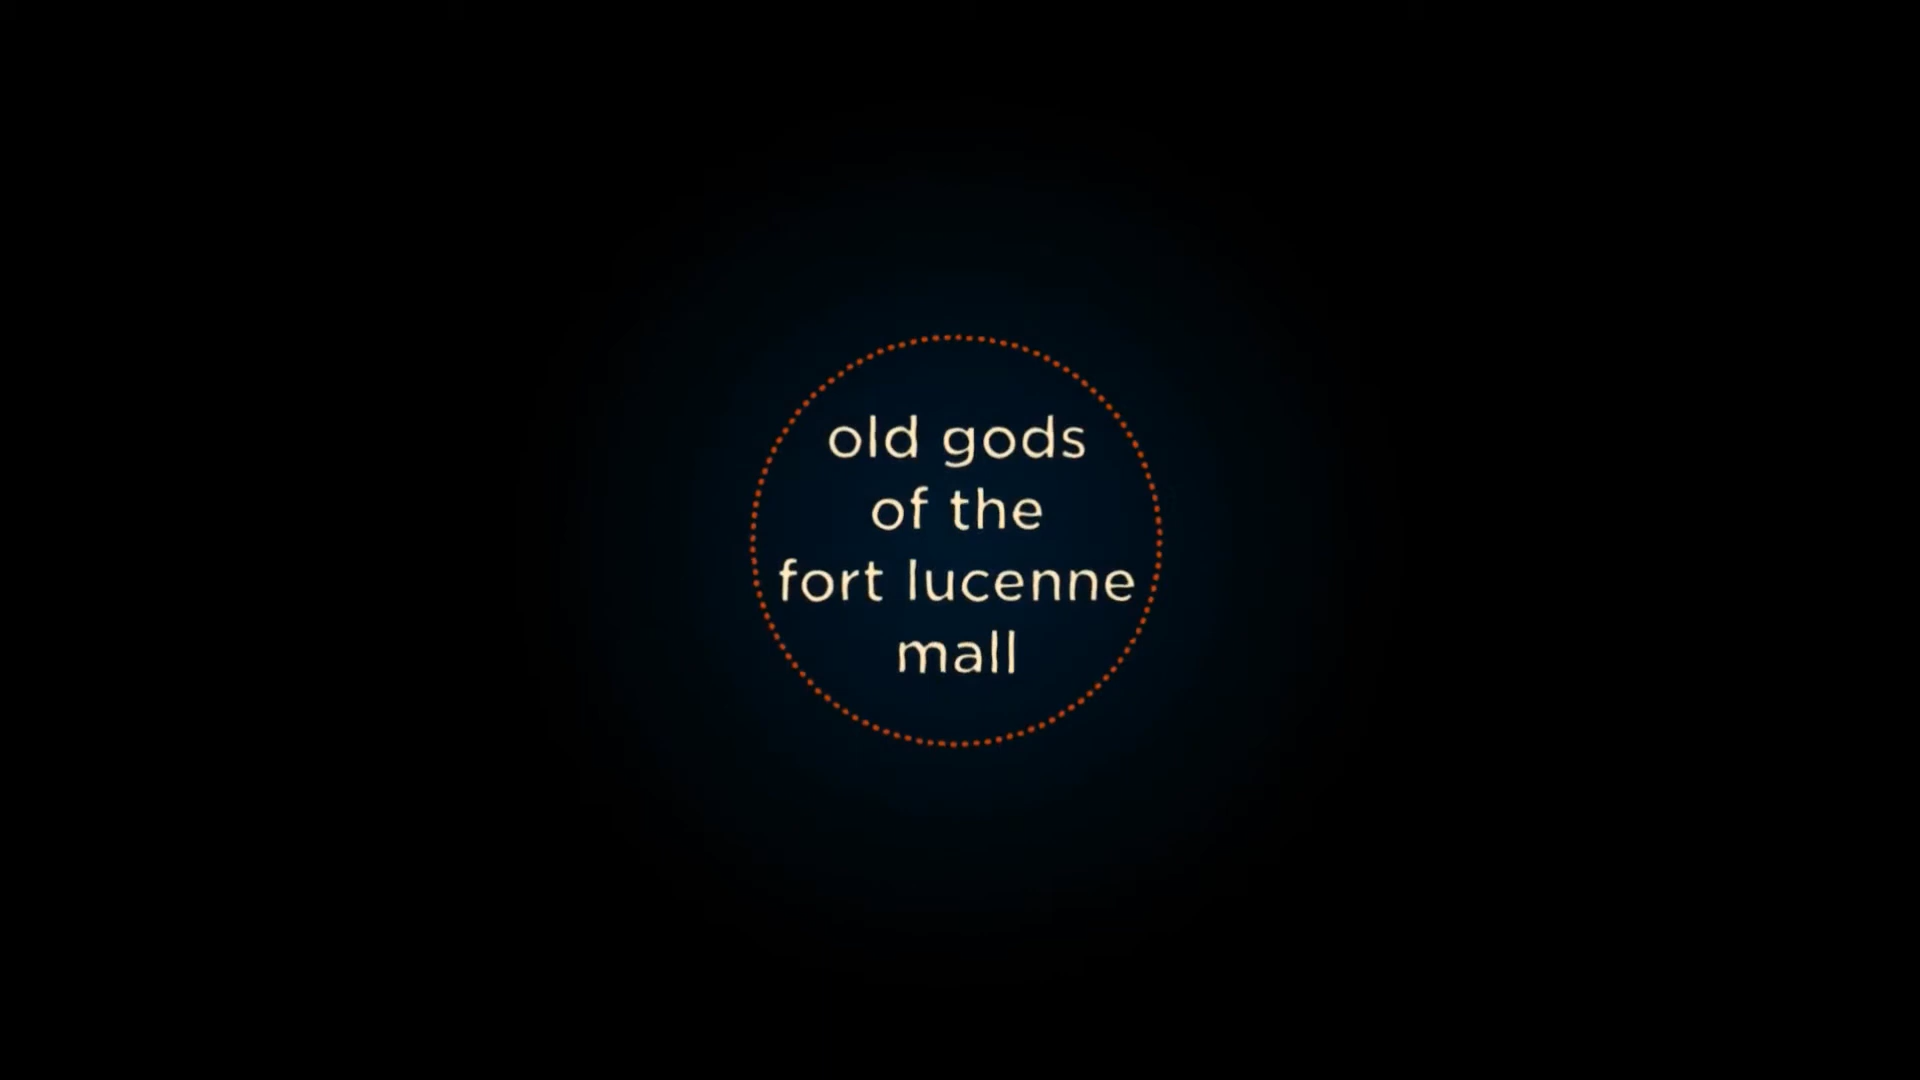 old gods
of the
fort lucenne
mall